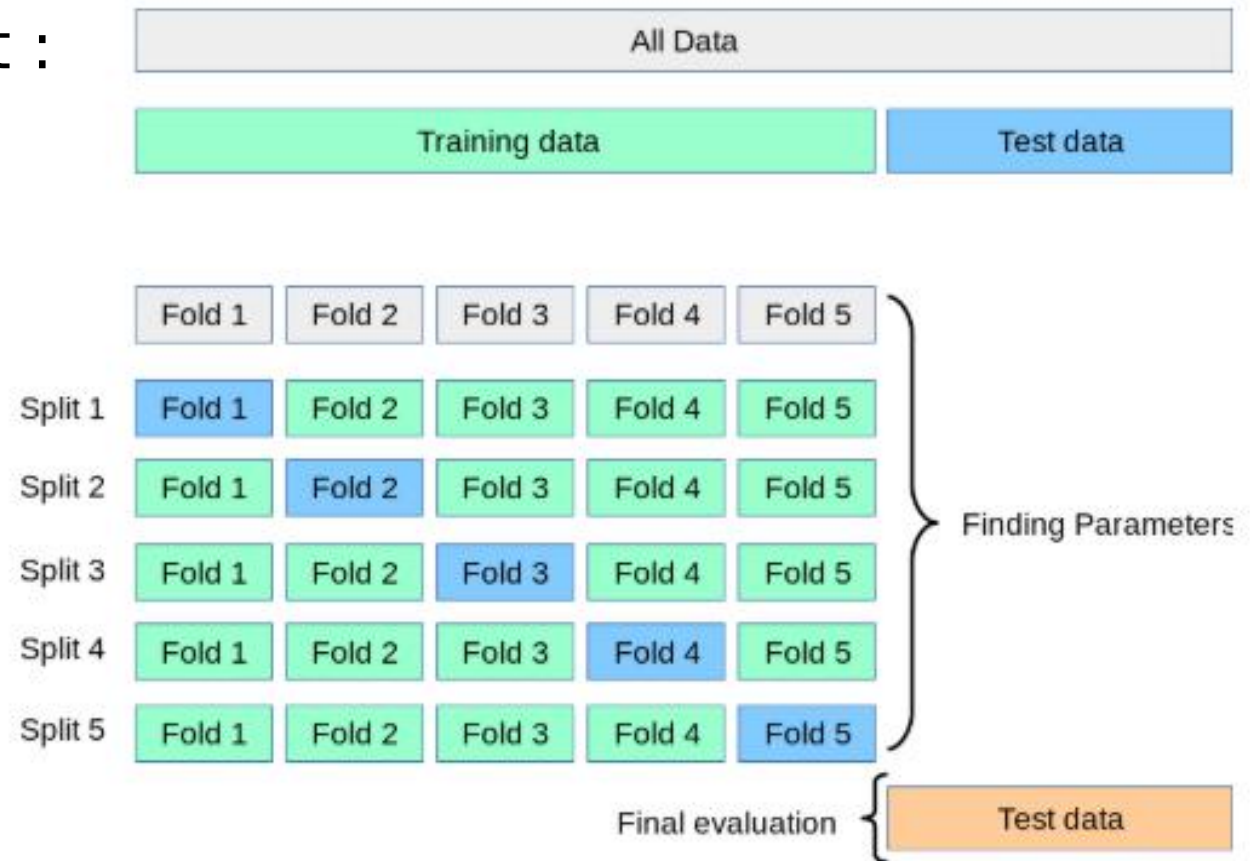 t :
All Data
Training data Test data
Fold 1 Fold 2 Fold 3 Fold 4 Fold 5
Split 1 Fold 1 Fold 2 Fold 3 Fold 4 Fold 5
Split 2 Fold 1 Fold 2 Fold 3 Fold 4 Fold 5
Finding Parameters
Split 3 Fold 1 Fold 2 Fold 3 Fold 4 Fold 5
Split 4 Fold 1 Fold 2 Fold 3 Fold 4 Fold 5
Split 5 Fold 1 Fold 2 Fold 3 Fold 4 Fold 5
Final evaluation Test data